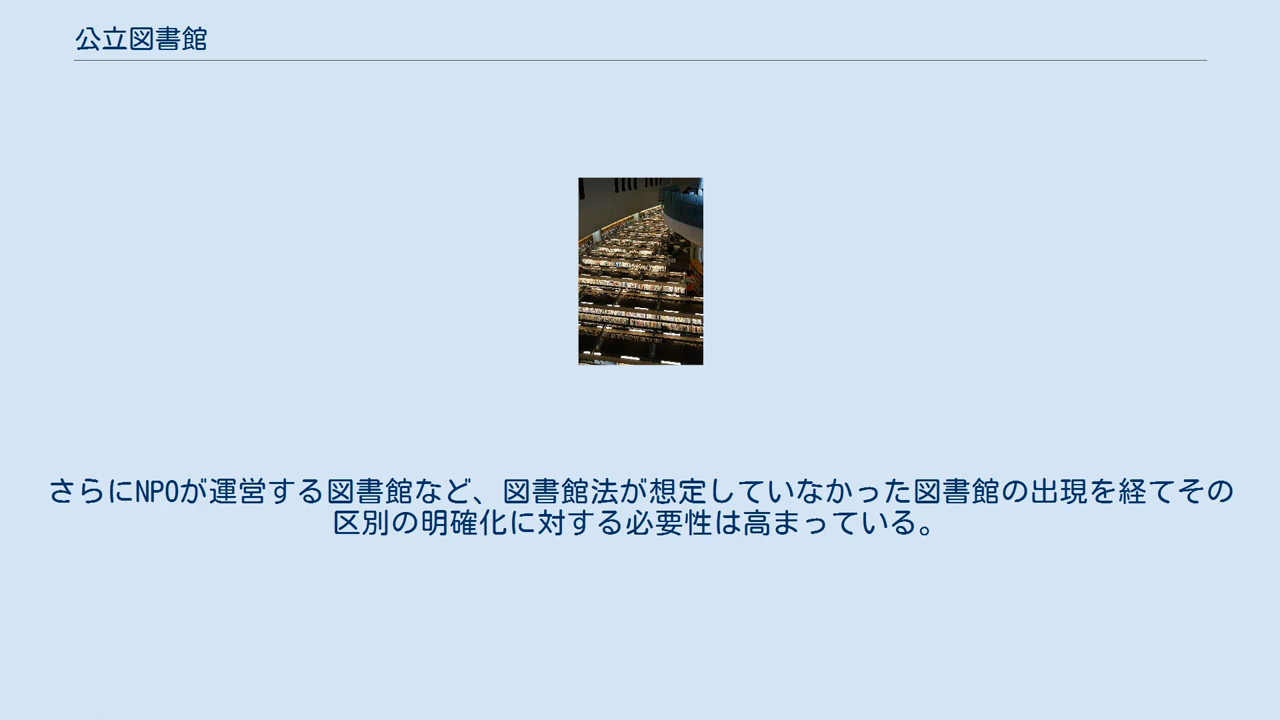 公立図書館
さらにNPOが運営する図書館など、図書館法が想定していなかった図書館の出現を経てその
区別の明確化に対する必要性は高まっている。